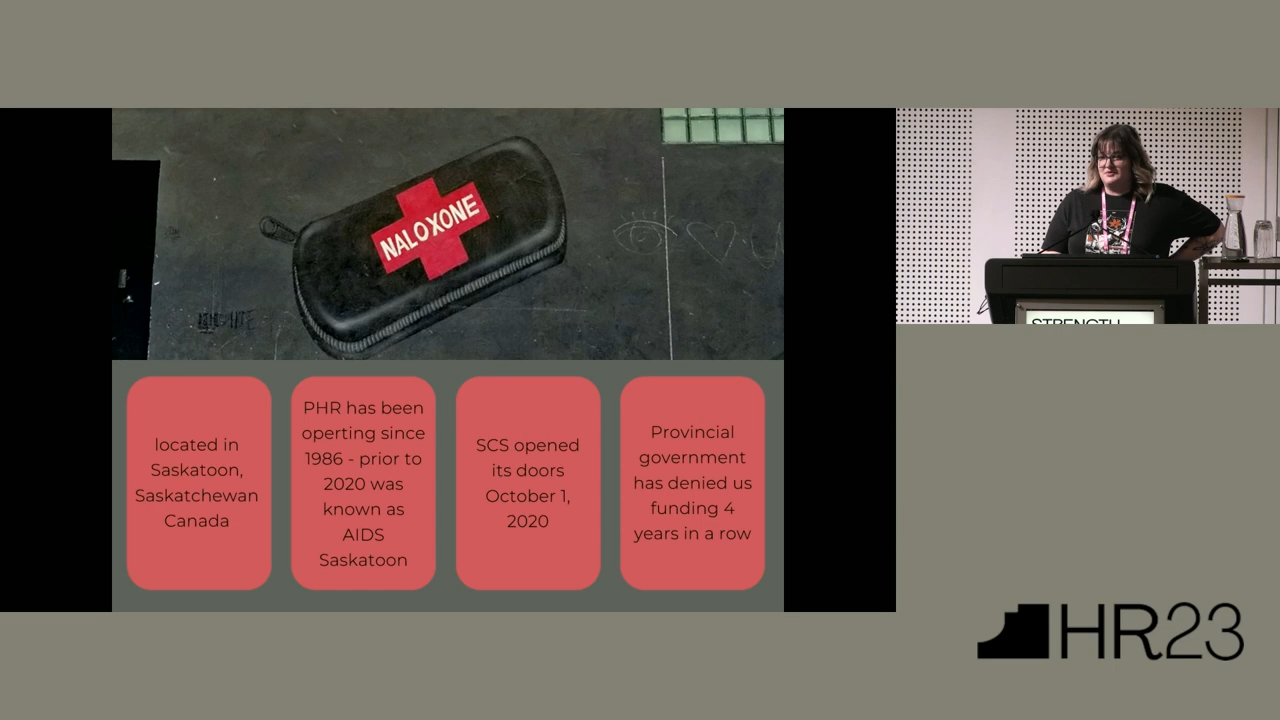 NALOXONE
located in
Saskatoon,
Saskatchewan
Canada
PHR has been
operting since
1986 - prior to
2020 was
known as
AIDS
Saskatoon
SCS opened
its doors
October 1,
2020
Provincial
government
has denied us
funding 4
years in a row
STRENGTH
HR23